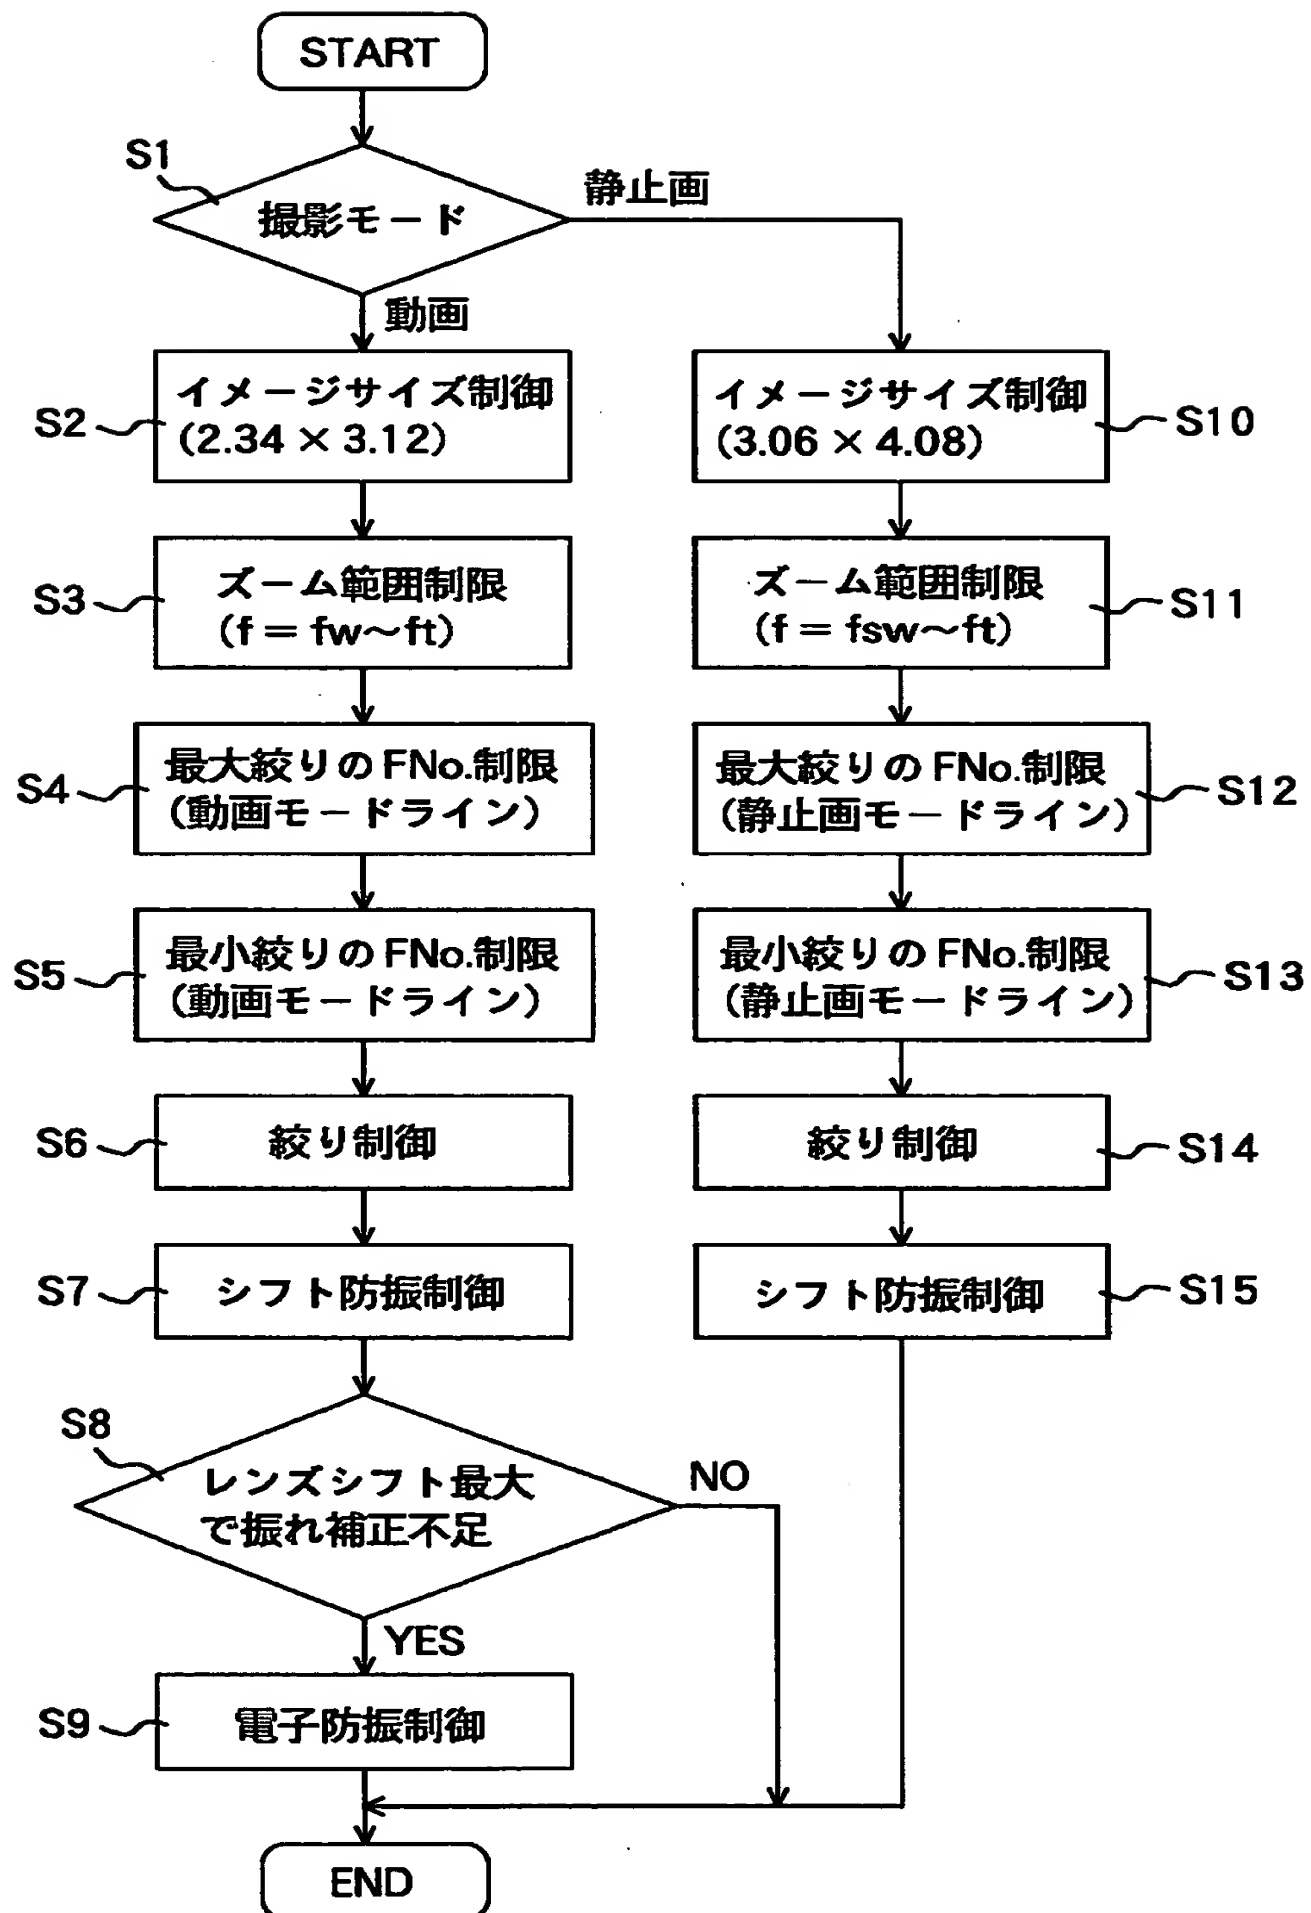 START
S1
撮影モード
静止画
動画
S2
イメージサイズ制御
(2.34 × 3.12)
S3
ズーム範囲制限
(f = fw～ft)
S4
最大絞りのFNo.制限
(動画モードライン)
S5
最小絞りのFNo.制限
(動画モードライン)
S6
絞り制御
S7
シフト防振制御
S8
レンズシフト最大
で振れ補正不足
NO
YES
S9
電子防振制御
イメージサイズ制御
(3.06 × 4.08)
S10
ズーム範囲制限
(f = fsw～ft)
S11
最大絞りのFNo.制限
(静止画モードライン)
S12
最小絞りのFNo.制限
(静止画モードライン)
S13
絞り制御
S14
シフト防振制御
S15
END